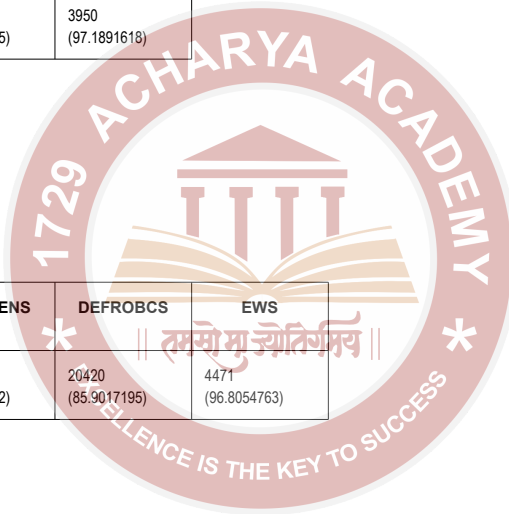 3950
5) (97.1891618)
1729 ACHARYA ACADEMY
ENS DEFROBCS EWS
|| तमसो मा ज्योतिर्गमय ||
20420 4471
2) (85.9017195) (96.8054763)
* EXCELLENCE IS THE KEY TO SUCCESS *